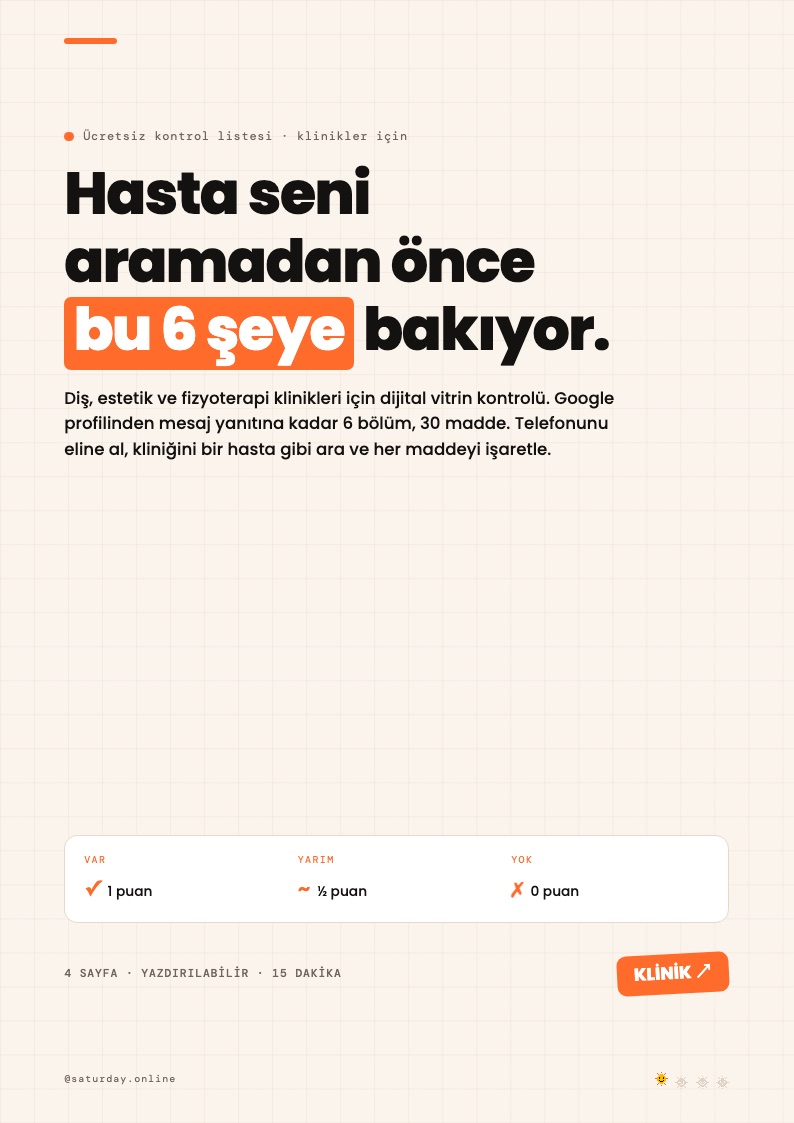 Ücretsiz kontrol listesi · klinikler için
Hasta seni
aramadan önce
bu 6 şeye bakıyor.
Diş, estetik ve fizyoterapi klinikleri için dijital vitrin kontrolü. Google
profilinden mesaj yanıtına kadar 6 bölüm, 30 madde. Telefonunu
eline al, kliniğini bir hasta gibi ara ve her maddeyi işaretle.
VAR YARIM YOK
✓ 1 puan ~ ½ puan ✗ 0 puan
4 SAYFA · YAZDIRILABİLİR · 15 DAKİKA
KLİNİK ↗
@saturday.online